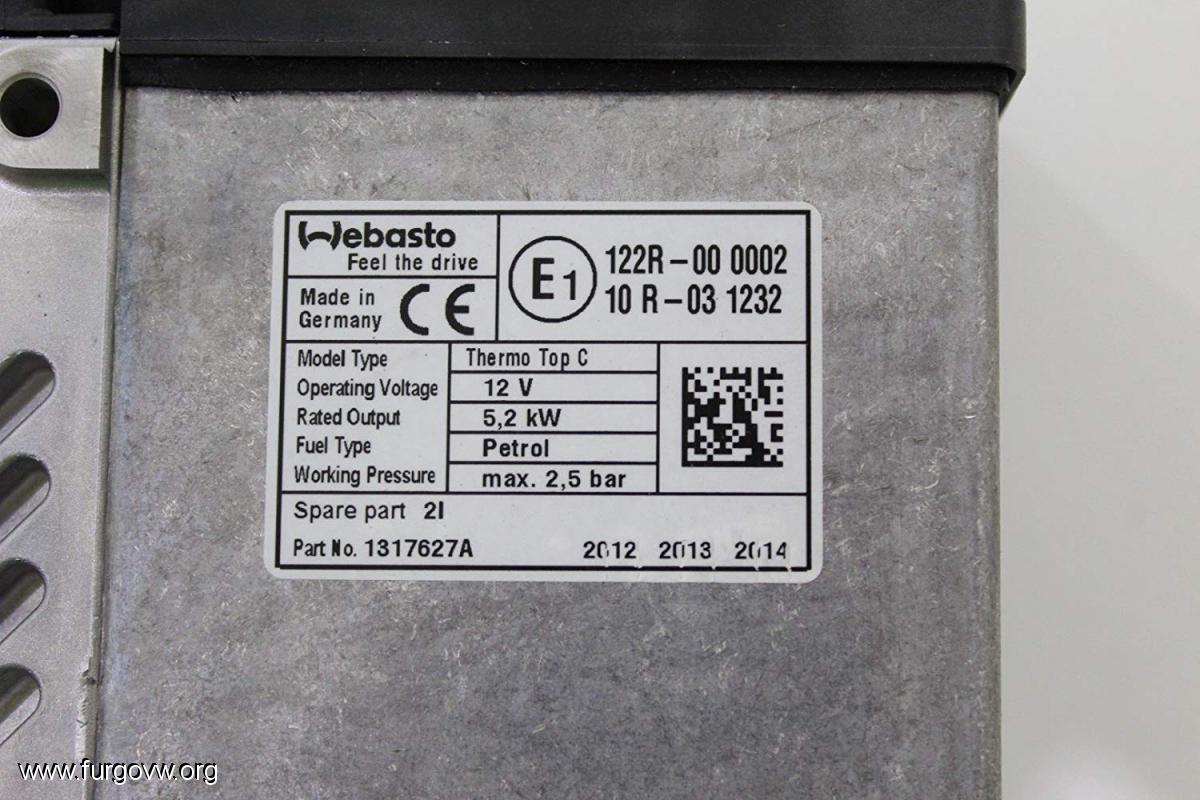 Webasto
Feel the drive
Made in
Germany
CE
E1
122R-00 0002
10 R-03 1232
Model Type Thermo Top C
Operating Voltage 12 V
Rated Output 5,2 kW
Fuel Type Petrol
Working Pressure max. 2,5 bar
Spare part 2I
Part No. 1317627A 2012 2013 2014
www.furgovw.org